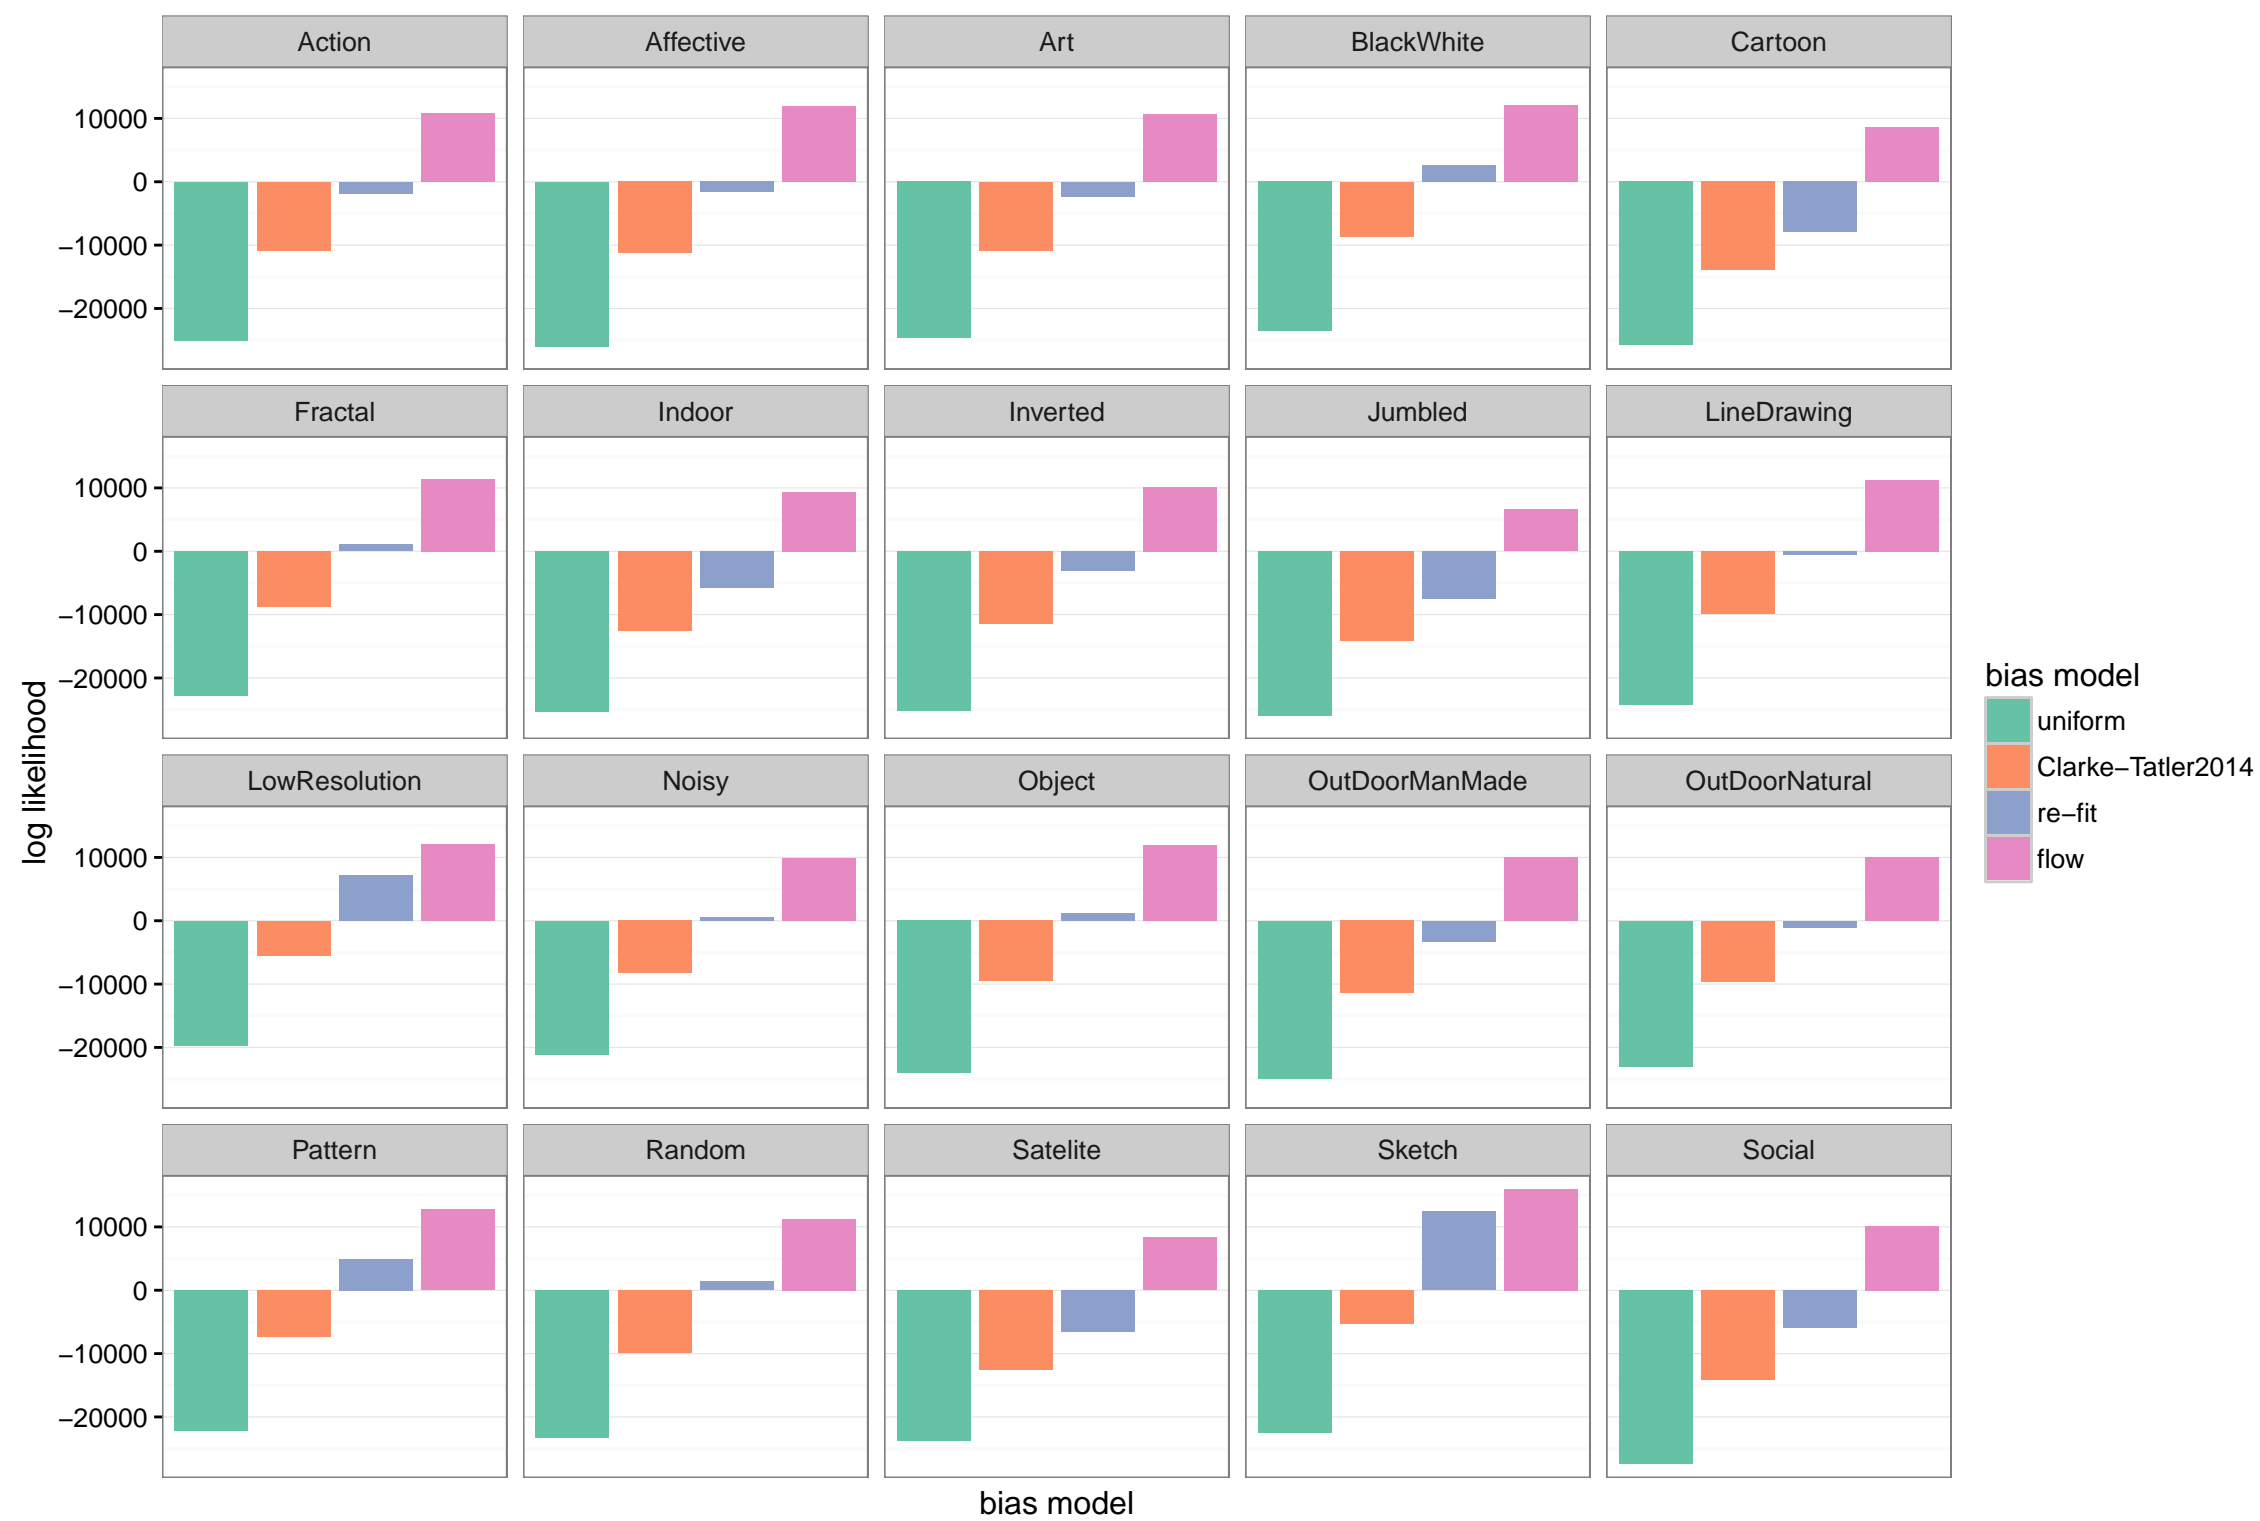 Action Affective Art BlackWhite Cartoon
10000
0
−10000
−20000
Fractal Indoor Inverted Jumbled LineDrawing
10000
0
−10000
−20000
LowResolution Noisy Object OutDoorManMade OutDoorNatural
10000
0
−10000
−20000
Pattern Random Satelite Sketch Social
10000
0
−10000
−20000
log likelihood
bias model
bias model
uniform
Clarke−Tatler2014
re−fit
flow